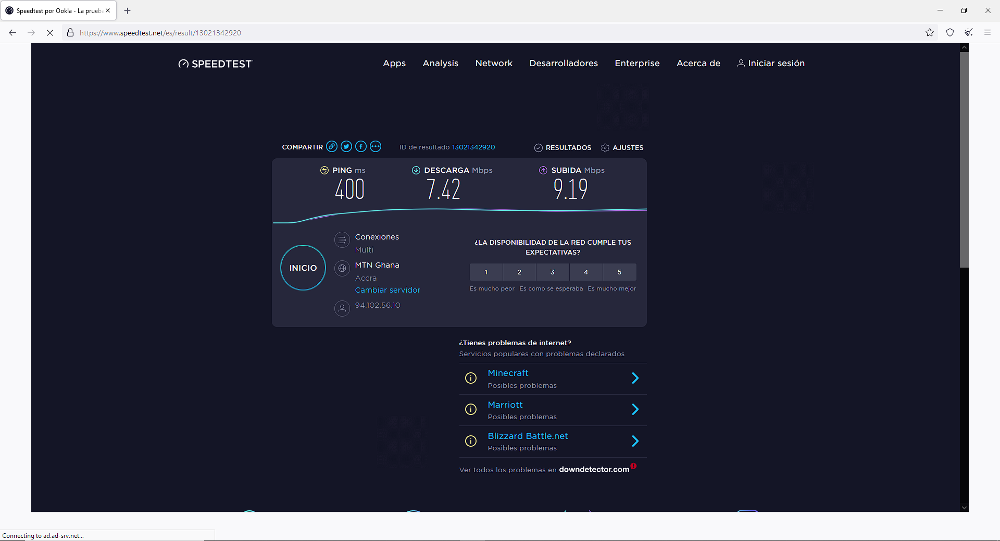 Speedtest por Ookla - La prueba
https://www.speedtest.net/es/result/13021342920
SPEEDTEST
Apps
Analysis
Network
Desarrolladores
Enterprise
Acerca de
Iniciar sesión
COMPARTIR
ID de resultado 13021342920
RESULTADOS
AJUSTES
PING ms
400
DESCARGA Mbps
7.42
SUBIDA Mbps
9.19
INICIO
Conexiones
Multi
MTN Ghana
Accra
Cambiar servidor
94.102.56.10
¿LA DISPONIBILIDAD DE LA RED CUMPLE TUS
EXPECTATIVAS?
1 2 3 4 5
Es mucho peor Es como se esperaba Es mucho mejor
¿Tienes problemas de internet?
Servicios populares con problemas declarados
Minecraft
Posibles problemas
Marriott
Posibles problemas
Blizzard Battle.net
Posibles problemas
Ver todos los problemas en downdetector.com
Connecting to ad.ad-srv.net...